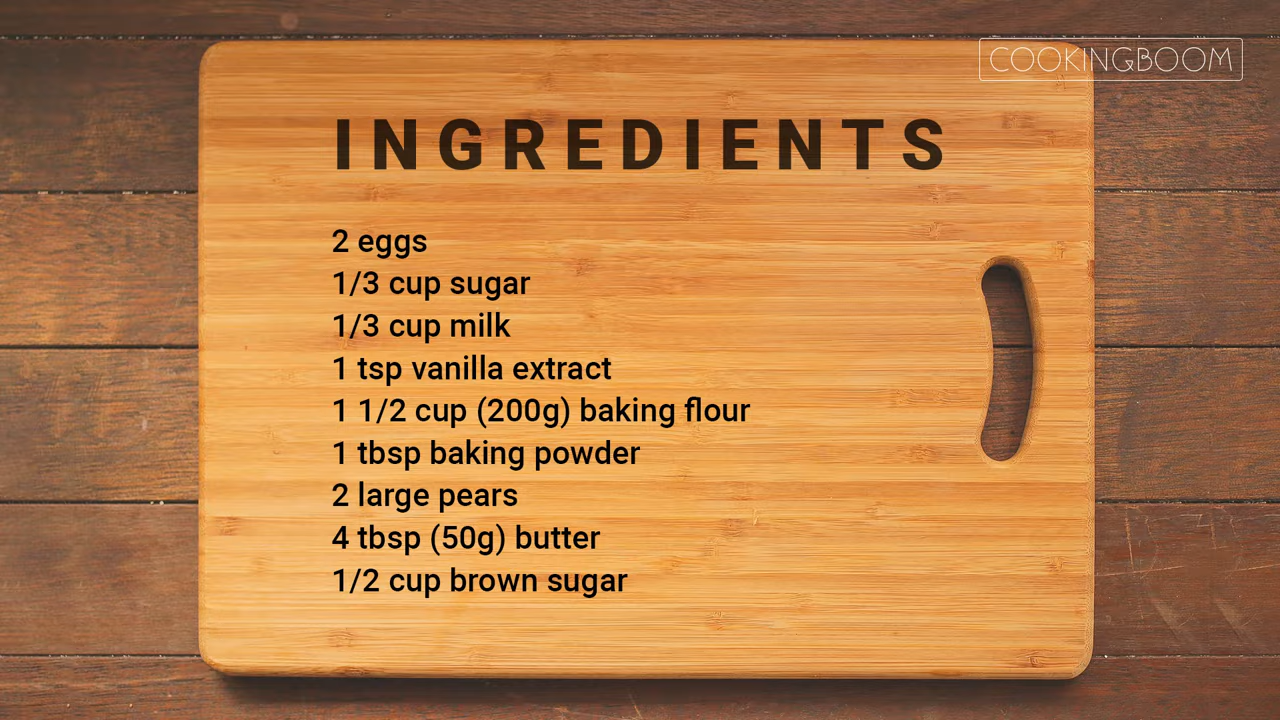 COOKINGBOOM
INGREDIENTS
2 eggs
1/3 cup sugar
1/3 cup milk
1 tsp vanilla extract
1 1/2 cup (200g) baking flour
1 tbsp baking powder
2 large pears
4 tbsp (50g) butter
1/2 cup brown sugar